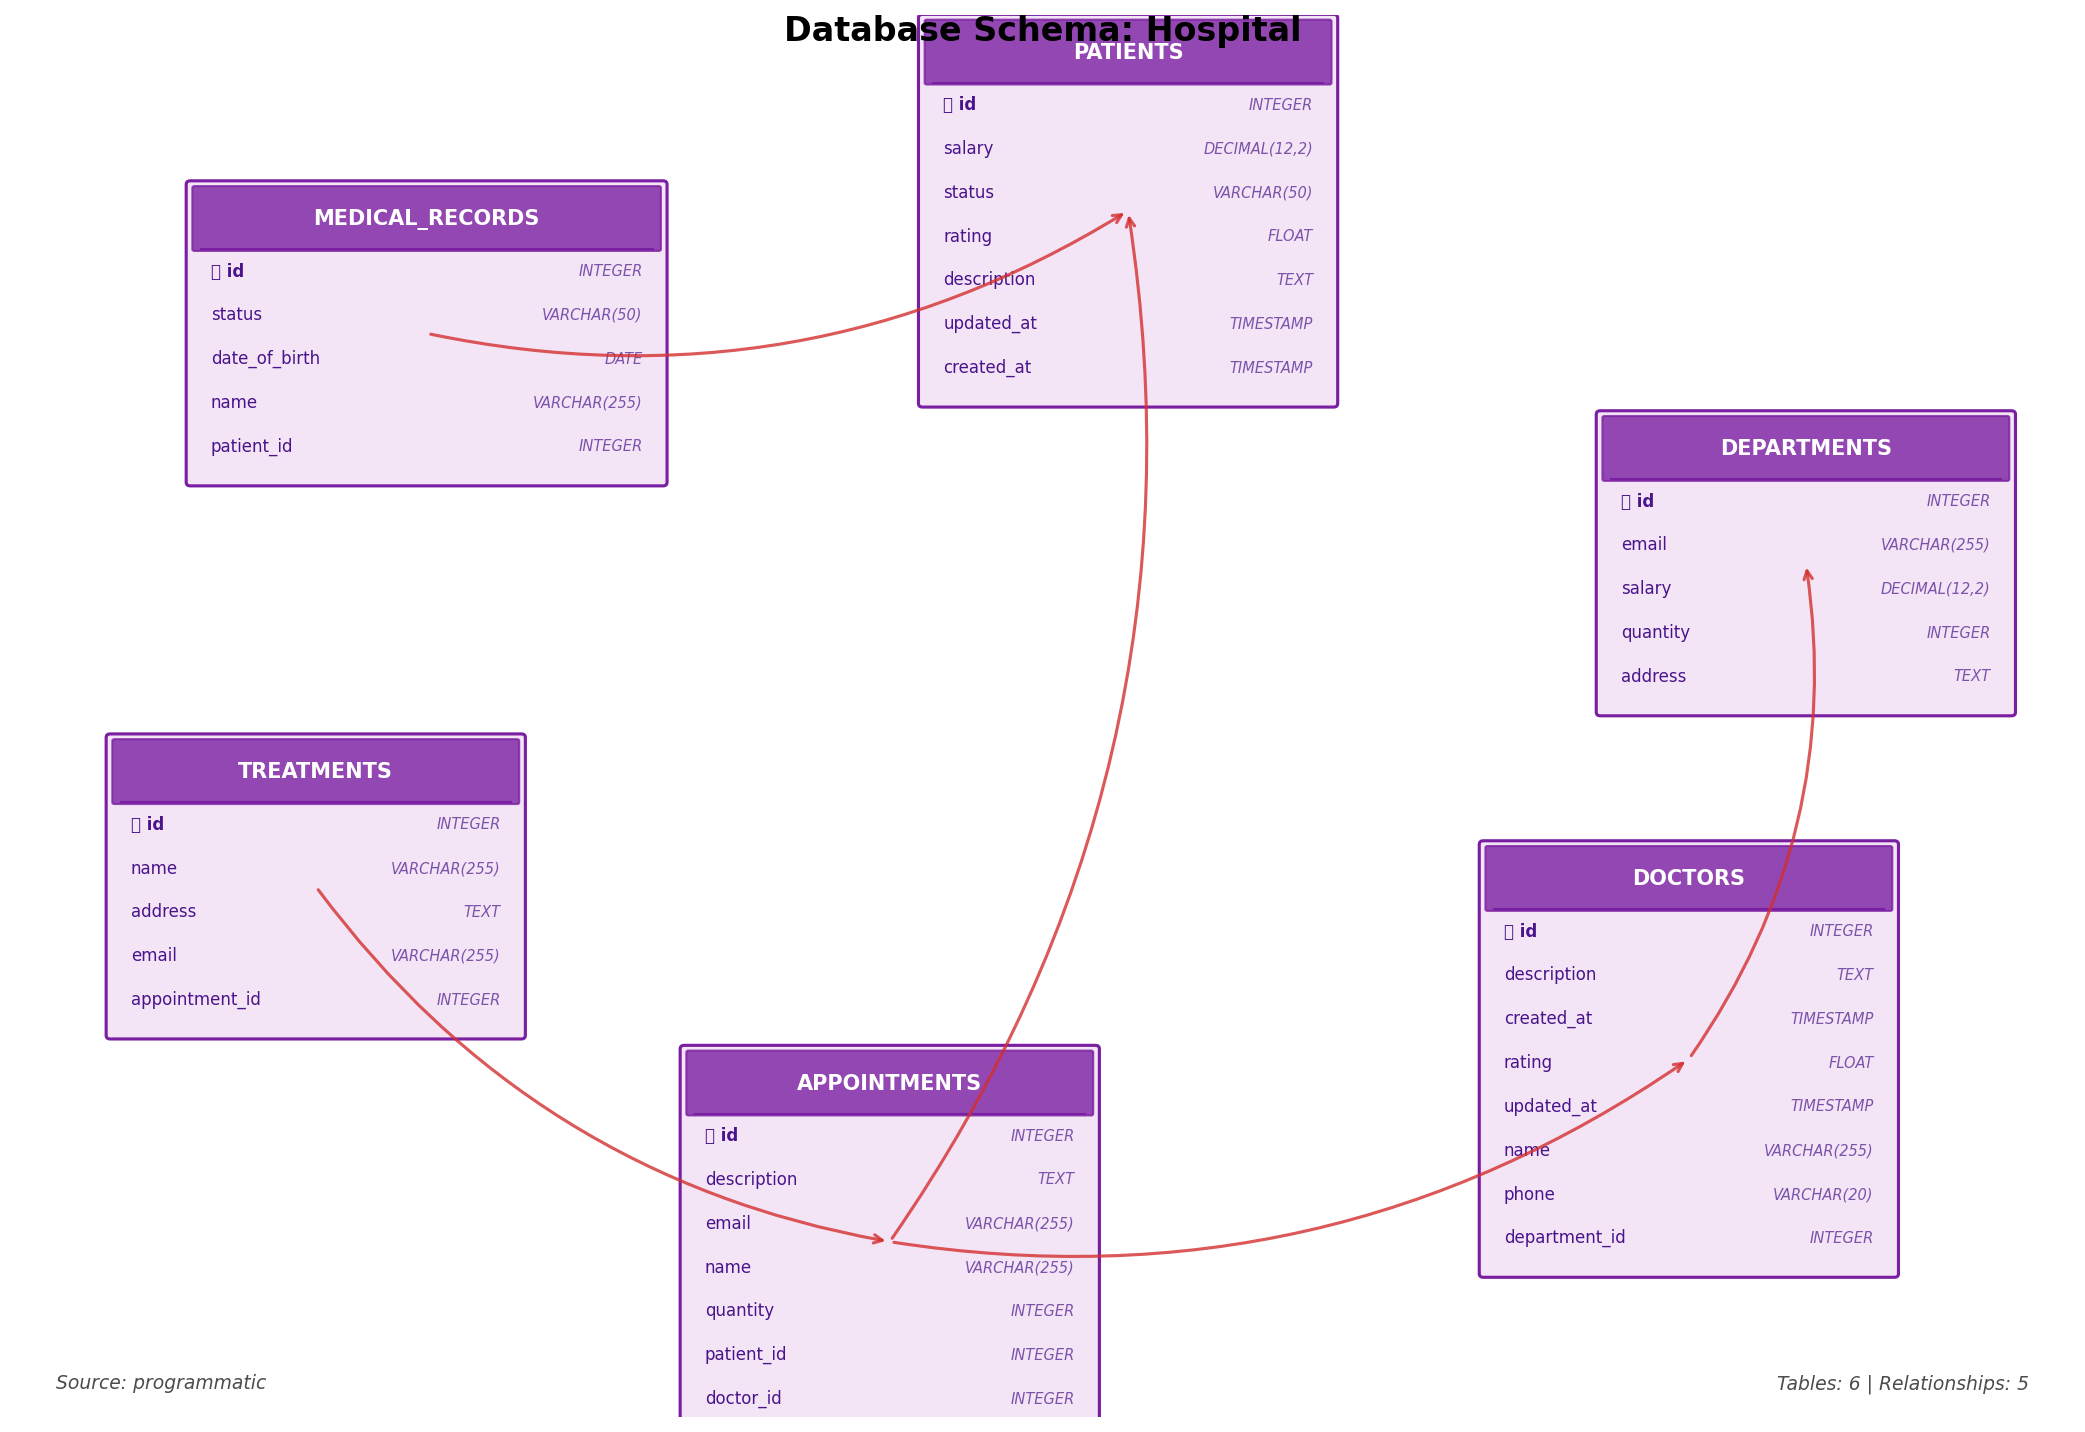 Database Schema: Hospital
PATIENTS
id INTEGER
salary DECIMAL(12,2)
status VARCHAR(50)
rating FLOAT
description TEXT
updated_at TIMESTAMP
created_at TIMESTAMP
MEDICAL_RECORDS
id INTEGER
status VARCHAR(50)
date_of_birth DATE
name VARCHAR(255)
patient_id INTEGER
DEPARTMENTS
id INTEGER
email VARCHAR(255)
salary DECIMAL(12,2)
quantity INTEGER
address TEXT
TREATMENTS
id INTEGER
name VARCHAR(255)
address TEXT
email VARCHAR(255)
appointment_id INTEGER
DOCTORS
id INTEGER
description TEXT
created_at TIMESTAMP
rating FLOAT
updated_at TIMESTAMP
name VARCHAR(255)
phone VARCHAR(20)
department_id INTEGER
APPOINTMENTS
id INTEGER
description TEXT
email VARCHAR(255)
name VARCHAR(255)
quantity INTEGER
patient_id INTEGER
doctor_id INTEGER
Source: programmatic
Tables: 6 | Relationships: 5